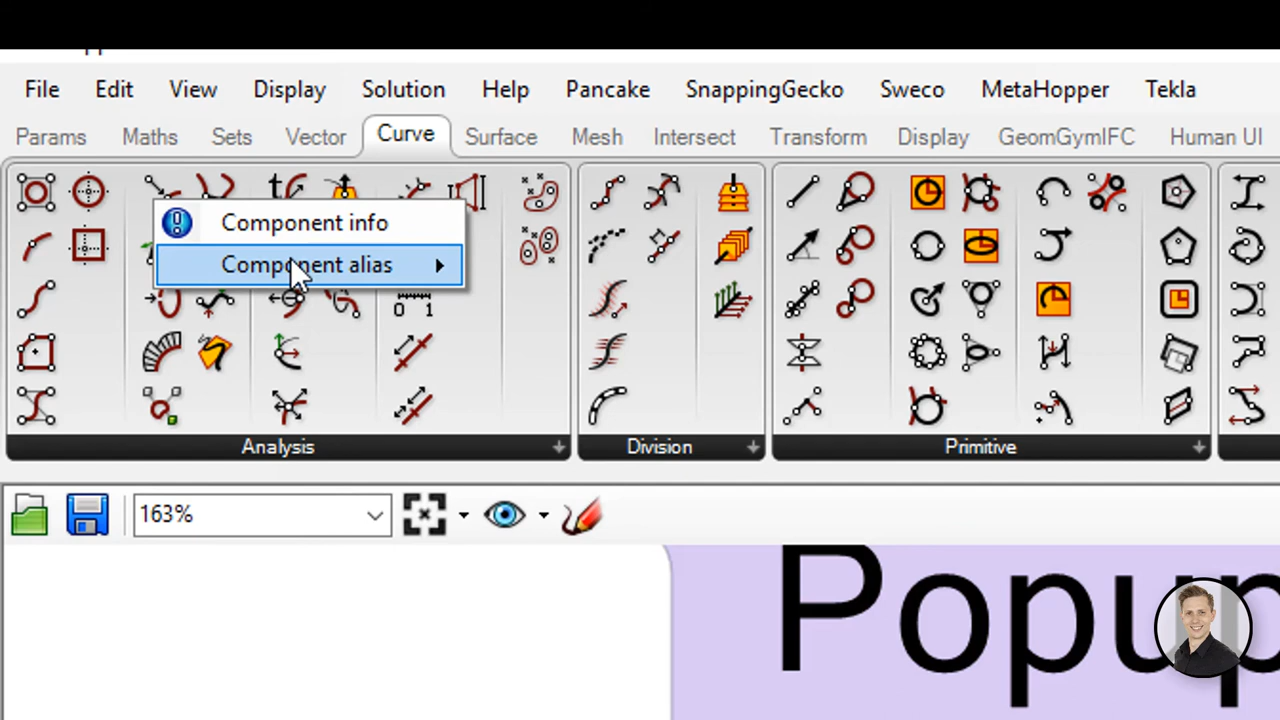 File Edit View Display Solution Help Pancake SnappingGecko Sweco MetaHopper Tekla
Params Maths Sets Vector Curve Surface Mesh Intersect Transform Display GeomGymIFC Human UI
Component info
Component alias
0 1
Analysis Division Primitive
163%
Popup